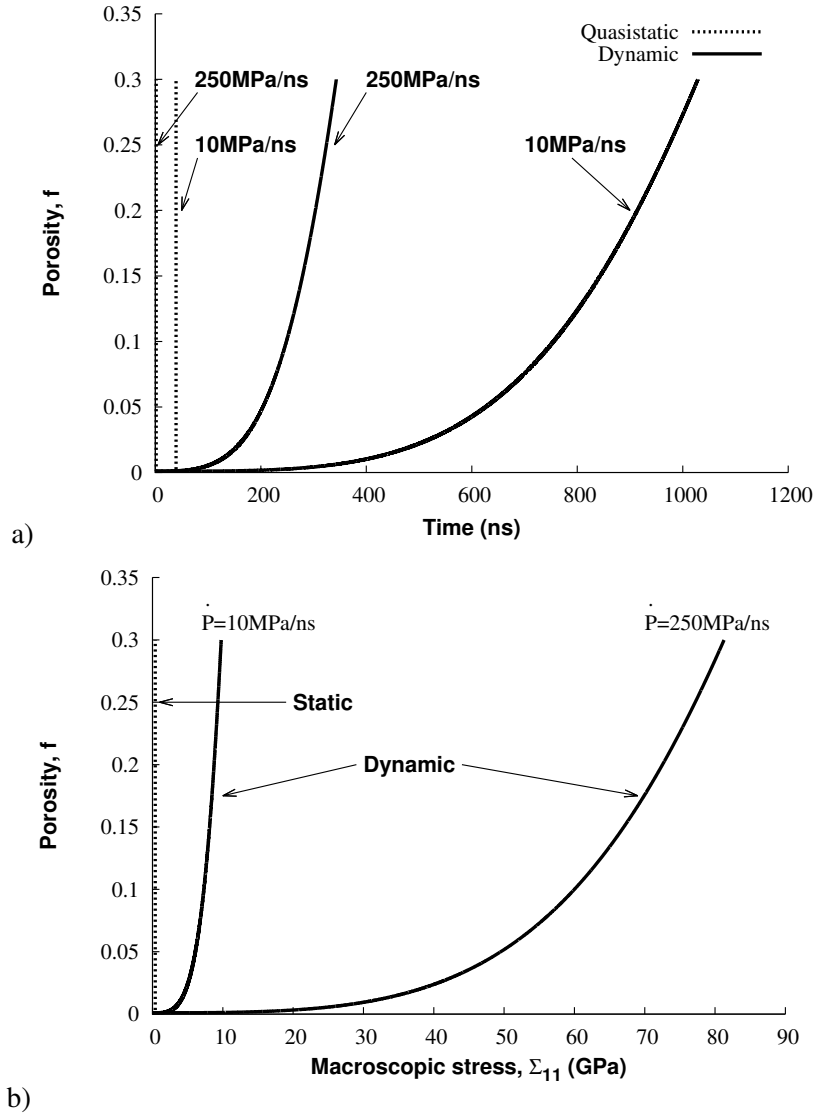 Quasistatic
Dynamic
0.35
0.3
0.25
0.2
0.15
0.1
0.05
0
Porosity, f
250MPa/ns
250MPa/ns
10MPa/ns
10MPa/ns
0 200 400 600 800 1000 1200
Time (ns)
a)
0.35
0.3
0.25
0.2
0.15
0.1
0.05
0
Porosity, f
Ṗ=10MPa/ns
Ṗ=250MPa/ns
Static
Dynamic
0 10 20 30 40 50 60 70 80 90
Macroscopic stress, Σ11 (GPa)
b)